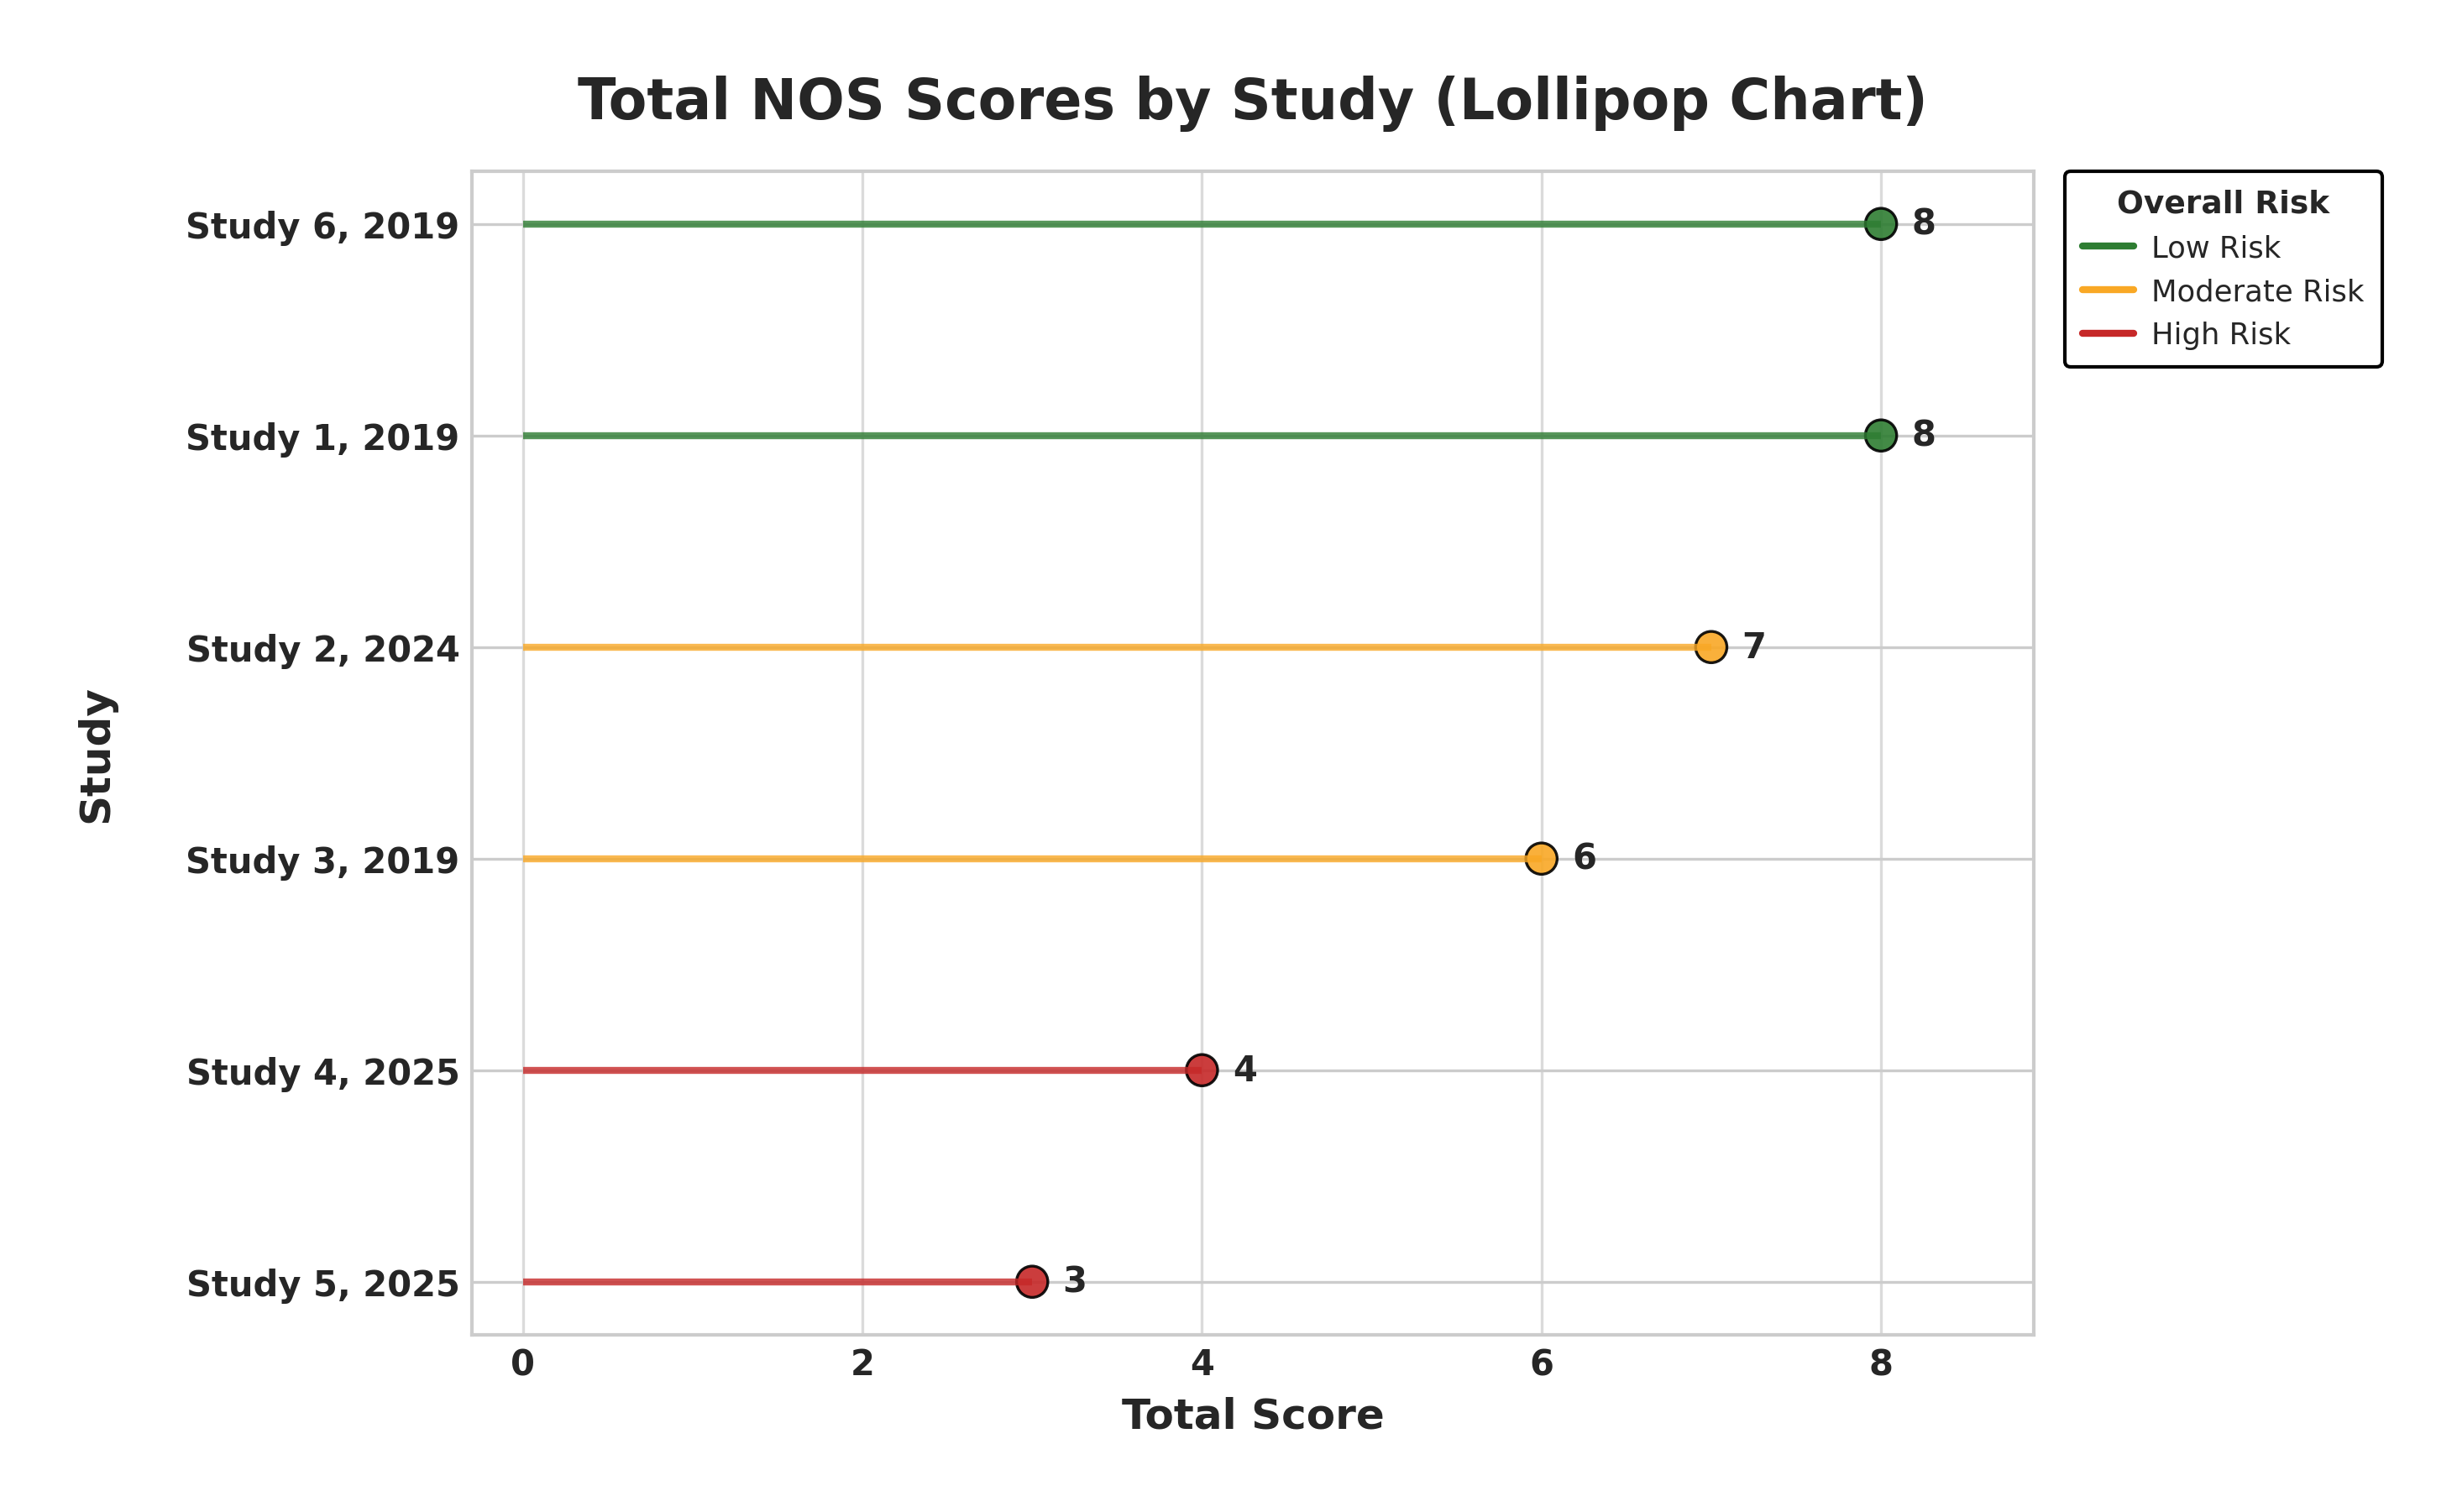 Total NOS Scores by Study (Lollipop Chart)
Overall Risk
Low Risk
Moderate Risk
High Risk
Study
Study 6, 2019
8
Study 1, 2019
8
Study 2, 2024
7
Study 3, 2019
6
Study 4, 2025
4
Study 5, 2025
3
0 2 4 6 8
Total Score